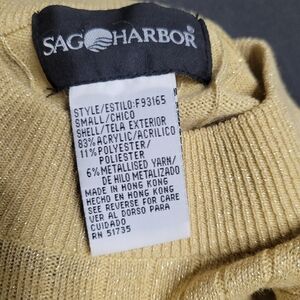 SAG HARBOR®
STYLE/ESTILO:F93165
SMALL/CHICO
SHELL/TELA EXTERIOR
83% ACRYLIC/ACRILICO
11% POLYESTER/
POLIESTER
6% METALLISED YARN/
DE HILO METALIZADO
MADE IN HONG KONG
HECHO EN HONG KONG
SEE REVERSE FOR CARE
VER AL DORSO PARA
CUIDADO
RN 51735